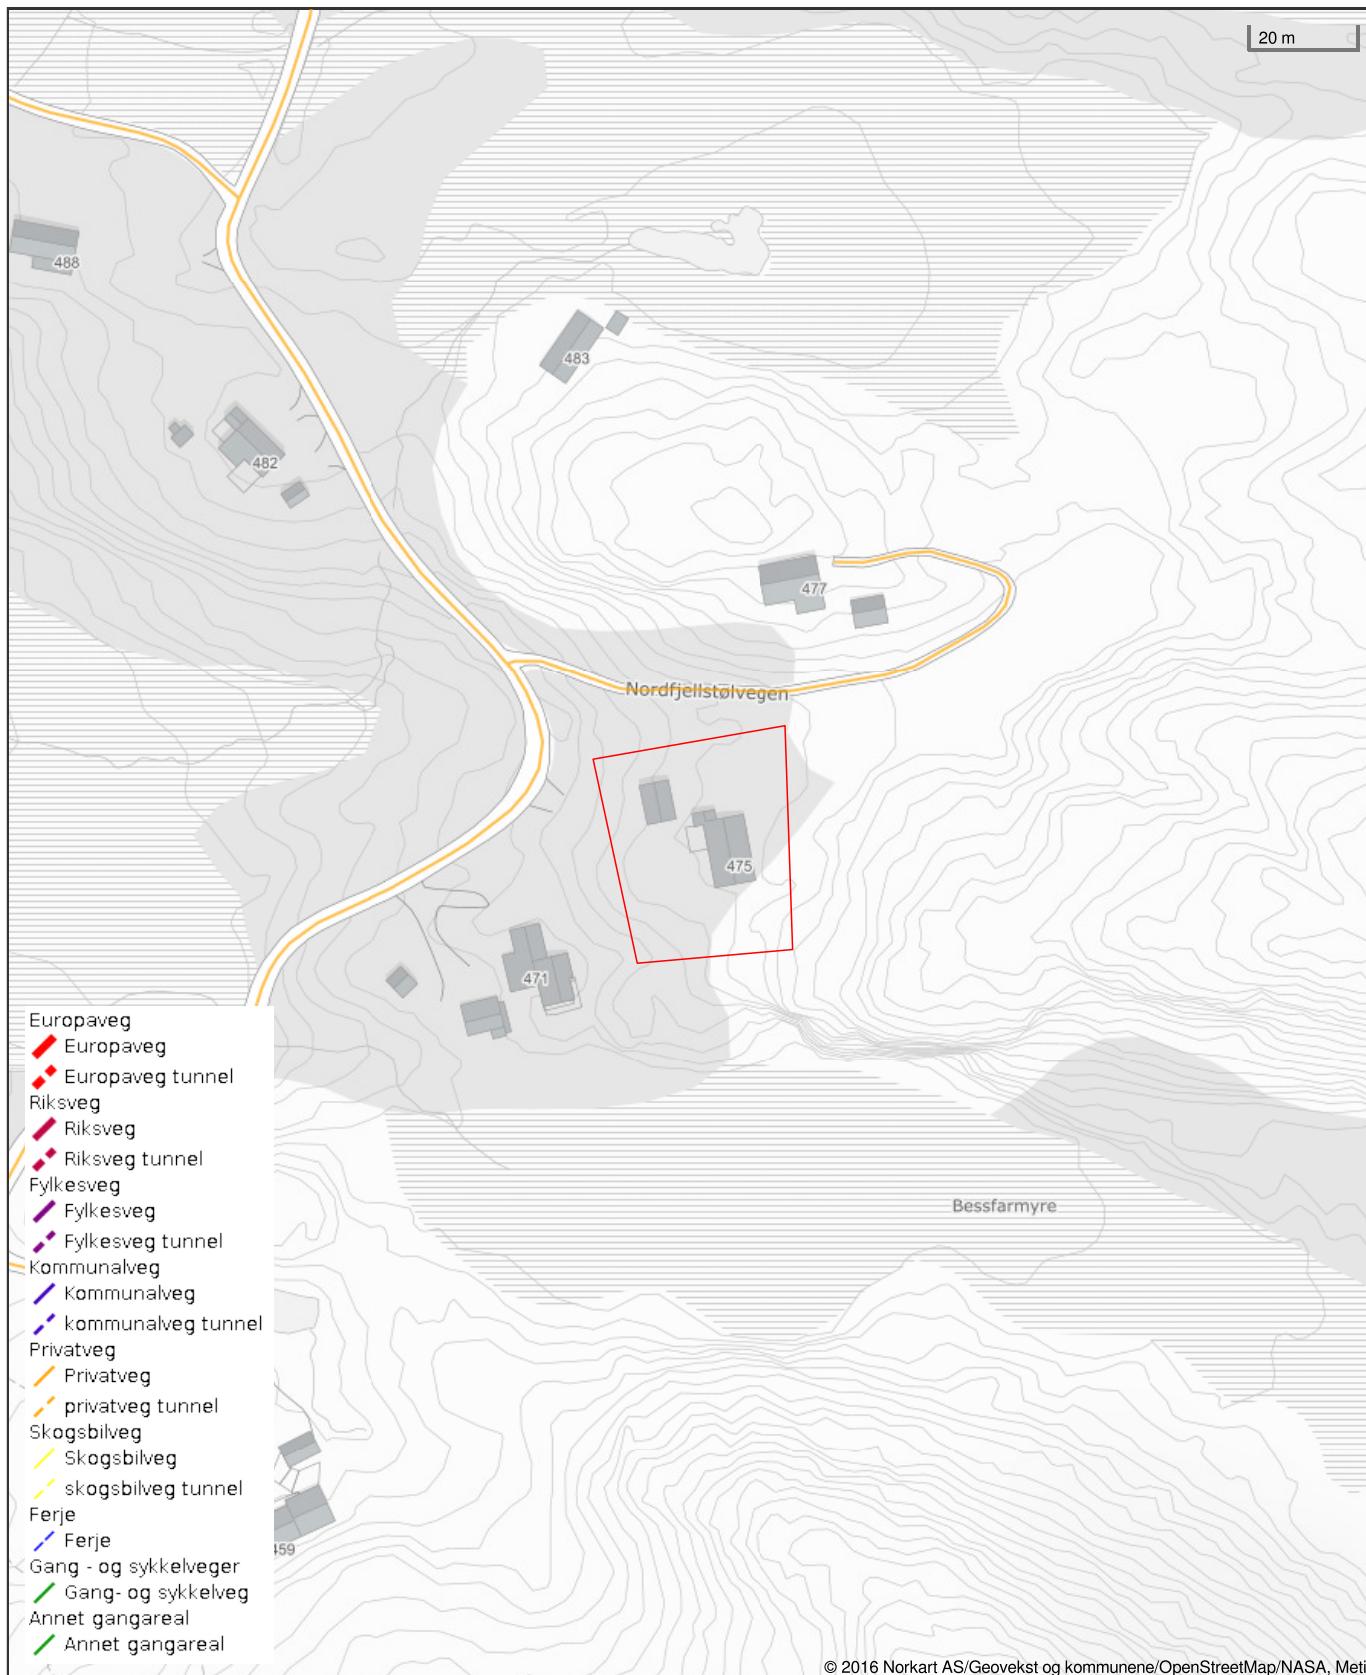 20 m
488
483
482
477
Nordfjellstølvegen
475
471
Europaveg
Europaveg
Europaveg tunnel
Riksveg
Riksveg
Riksveg tunnel
Fylkesveg
Fylkesveg
Fylkesveg tunnel
Kommunalveg
Kommunalveg
kommunalveg tunnel
Privatveg
Privatveg
privatveg tunnel
Skogsbilveg
Skogsbilveg
skogsbilveg tunnel
Ferje
Ferje
Gang - og sykkelveger
Gang- og sykkelveg
Annet gangareal
Annet gangareal
Bessfarmyre
459
© 2016 Norkart AS/Geovekst og kommunene/OpenStreetMap/NASA, Meti